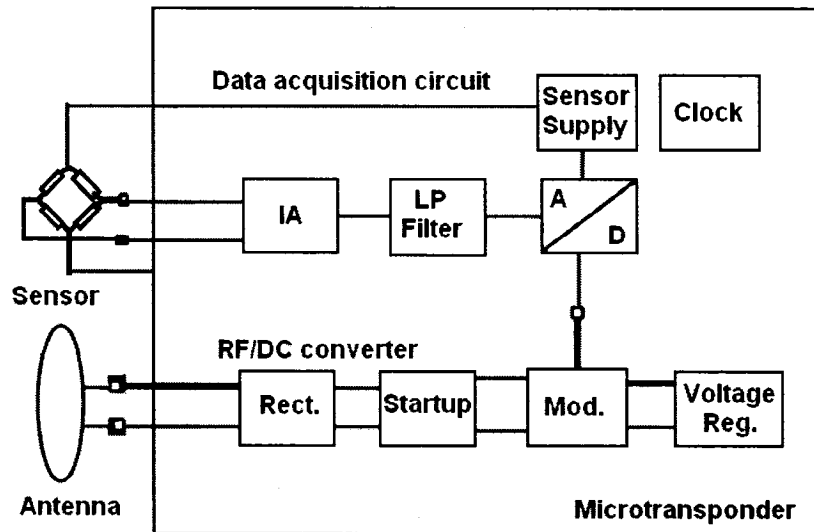 Data acquisition circuit
Sensor
Supply
Clock
IA
LP
Filter
A
D
Sensor
RF/DC converter
Rect.
Startup
Mod.
Voltage
Reg.
Antenna
Microtransponder